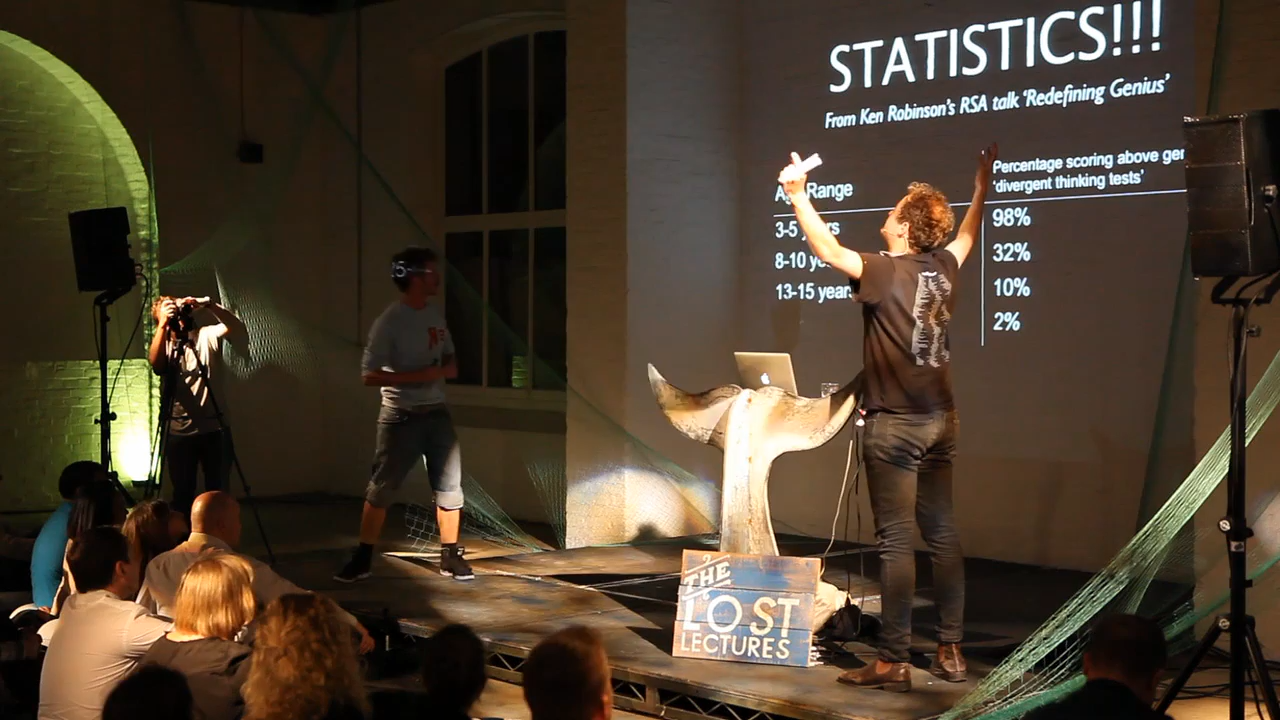 STATISTICS!!!
From Ken Robinson's RSA talk 'Redefining Genius'
Percentage scoring above
'divergent thinking tests'
Range
3-5
98%
8-10
32%
13-15 years
10%
2%
THE
LOST
LECTURES